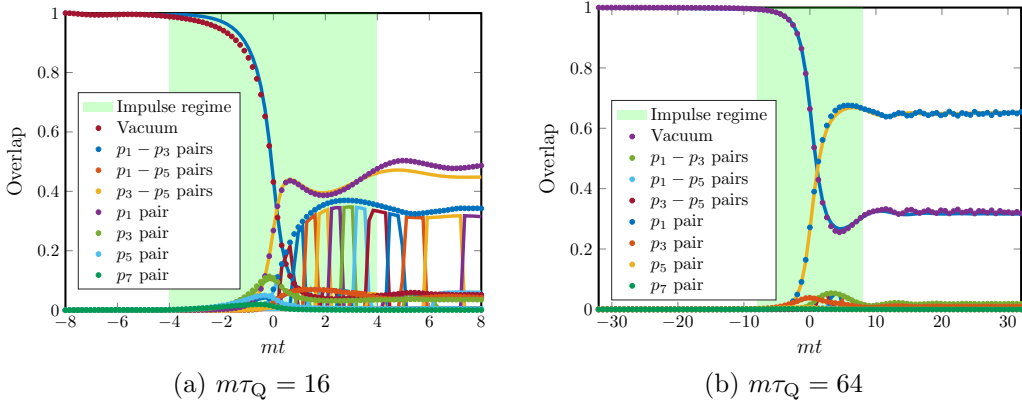 1
0.8
0.6
0.4
0.2
0
Overlap
Impulse regime
Vacuum
p₁ − p₃ pairs
p₁ − p₅ pairs
p₃ − p₅ pairs
p₁ pair
p₃ pair
p₅ pair
p₇ pair
−8 −6 −4 −2 0 2 4 6 8
mt
(a) mτ_Q = 16
1
0.8
0.6
0.4
0.2
0
Overlap
Impulse regime
Vacuum
p₁ − p₃ pairs
p₁ − p₅ pairs
p₃ − p₅ pairs
p₁ pair
p₃ pair
p₅ pair
p₇ pair
−30 −20 −10 0 10 20 30
mt
(b) mτ_Q = 64